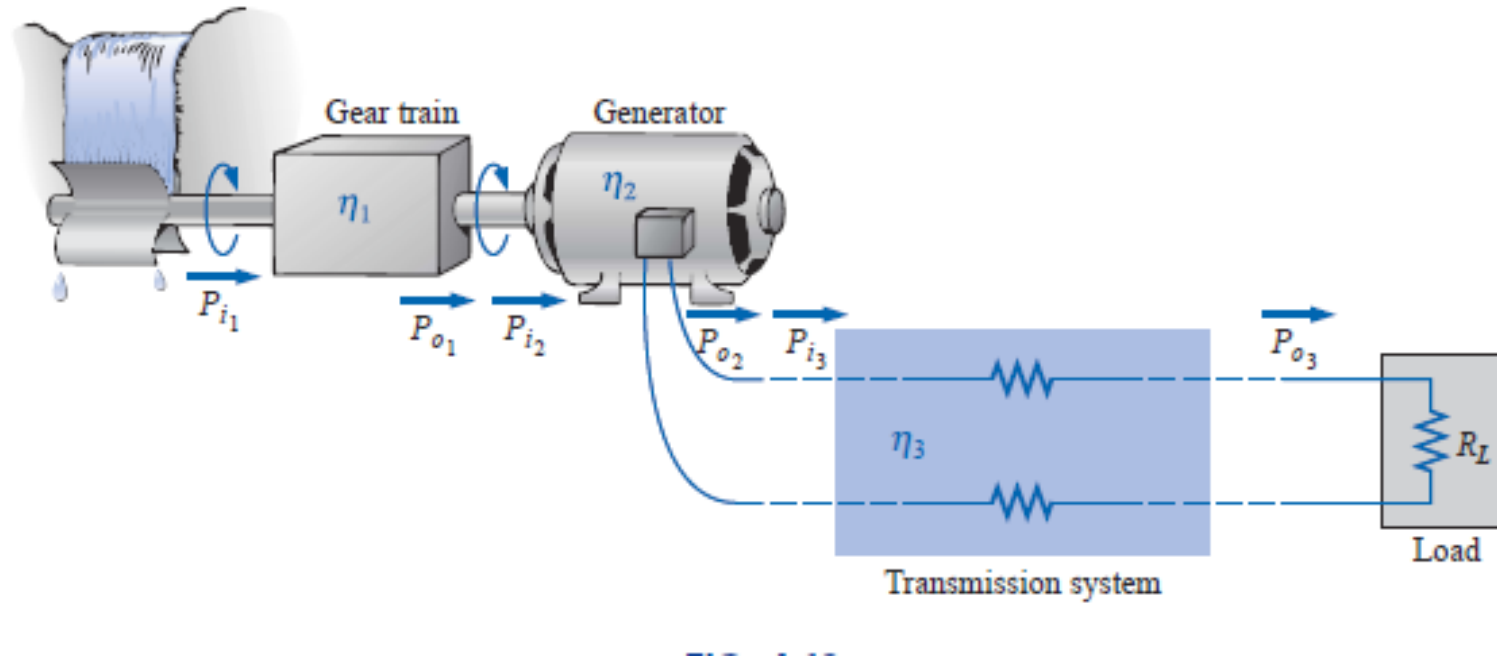 Gear train
Generator
η1
η2
Pi1
Po1
Pi2
Po2
Pi3
Po3
η3
RL
Load
Transmission system